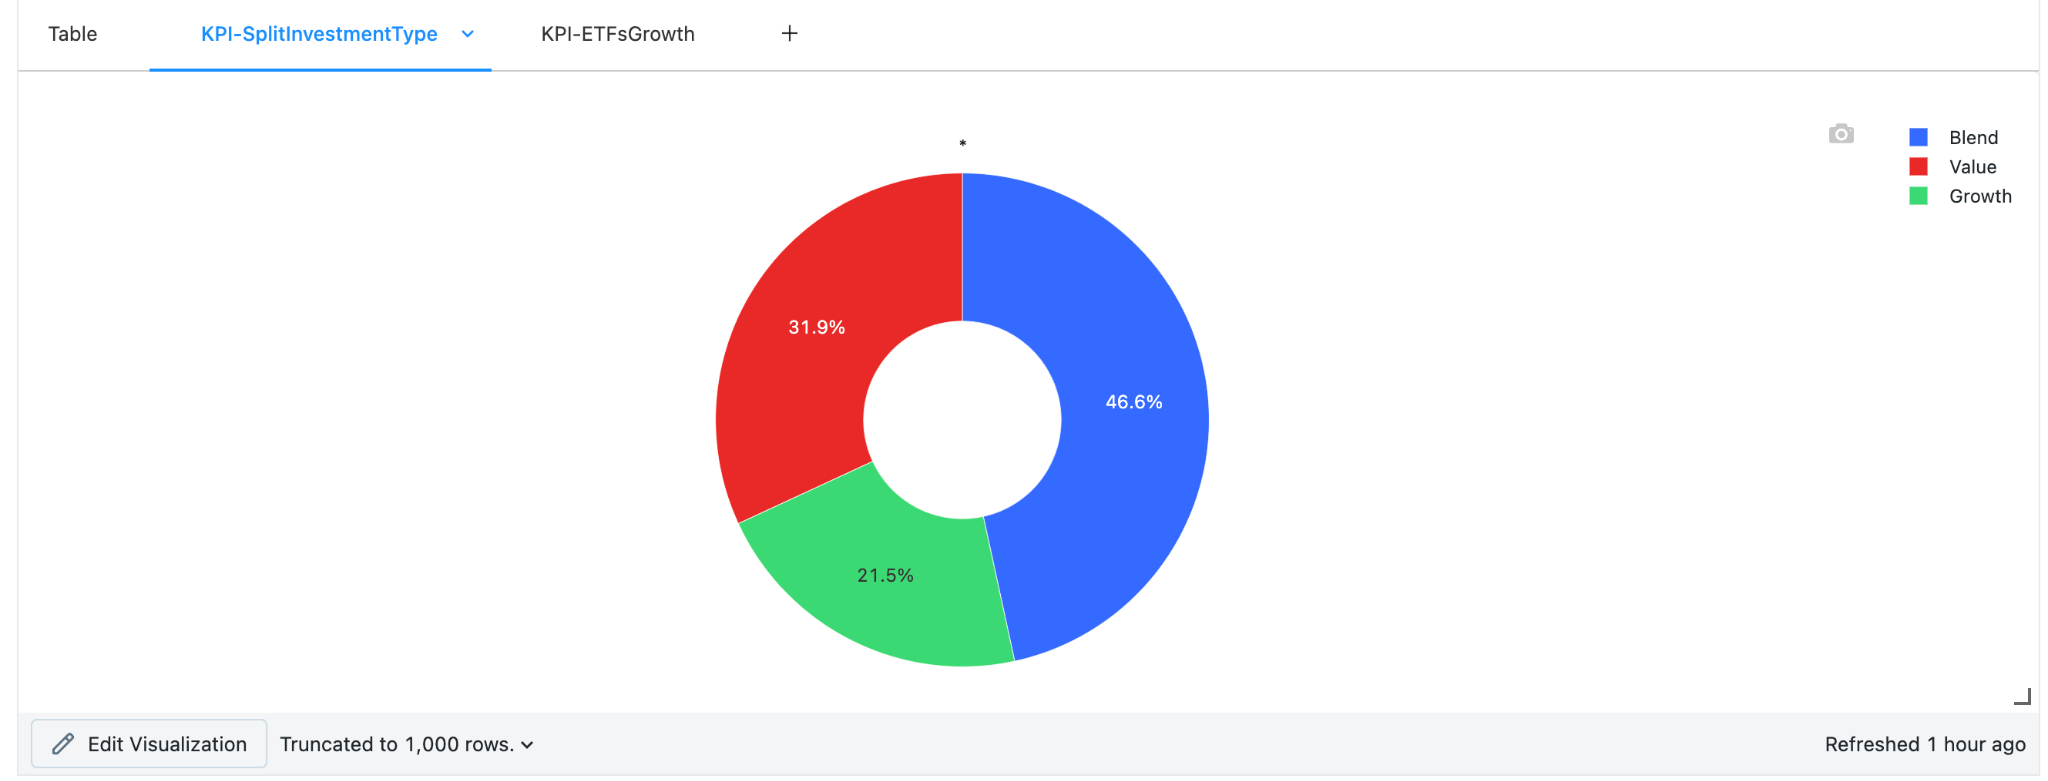 Table KPI-SplitInvestmentType KPI-ETFsGrowth +
*
Blend
Value
Growth
31.9%
46.6%
21.5%
Edit Visualization Truncated to 1,000 rows. Refreshed 1 hour ago